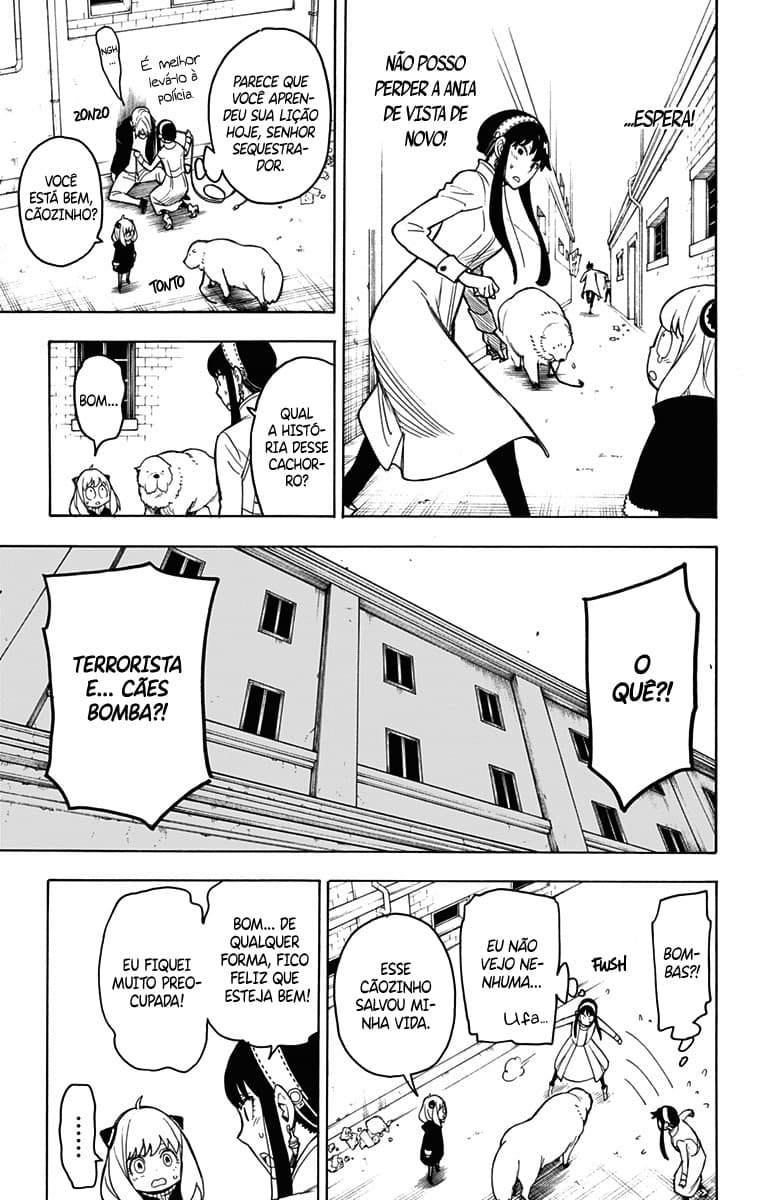 ...ESPERA!
NÃO POSSO
PERDER A ANIA
DE VISTA DE
NOVO!
PARECE QUE
VOCÊ APREN-
DEU SUA LIÇÃO
HOJE, SENHOR
SEQUESTRA-
DOR.
É melhor
levá-lo à
polícia.
NGH
...
ZONZO
VOCÊ
ESTÁ BEM,
CÃOZINHO?
TONTO
QUAL
A HISTÓ-
RIA DESSE
CACHOR-
RO?
BOM...
O
QUÊ?!
TERRORISTA
E... CÃES
BOMBA?!
BOM-
BAS?!
FWSH
EU NÃO
VEJO NE-
NHUMA...
Ufa...
ESSE
CÃOZINHO
SALVOU MI-
NHA VIDA.
BOM... DE
QUALQUER
FORMA, FICO
FELIZ QUE
ESTEJA BEM!
EU FIQUEI
MUITO PREO-
CUPADA!
......